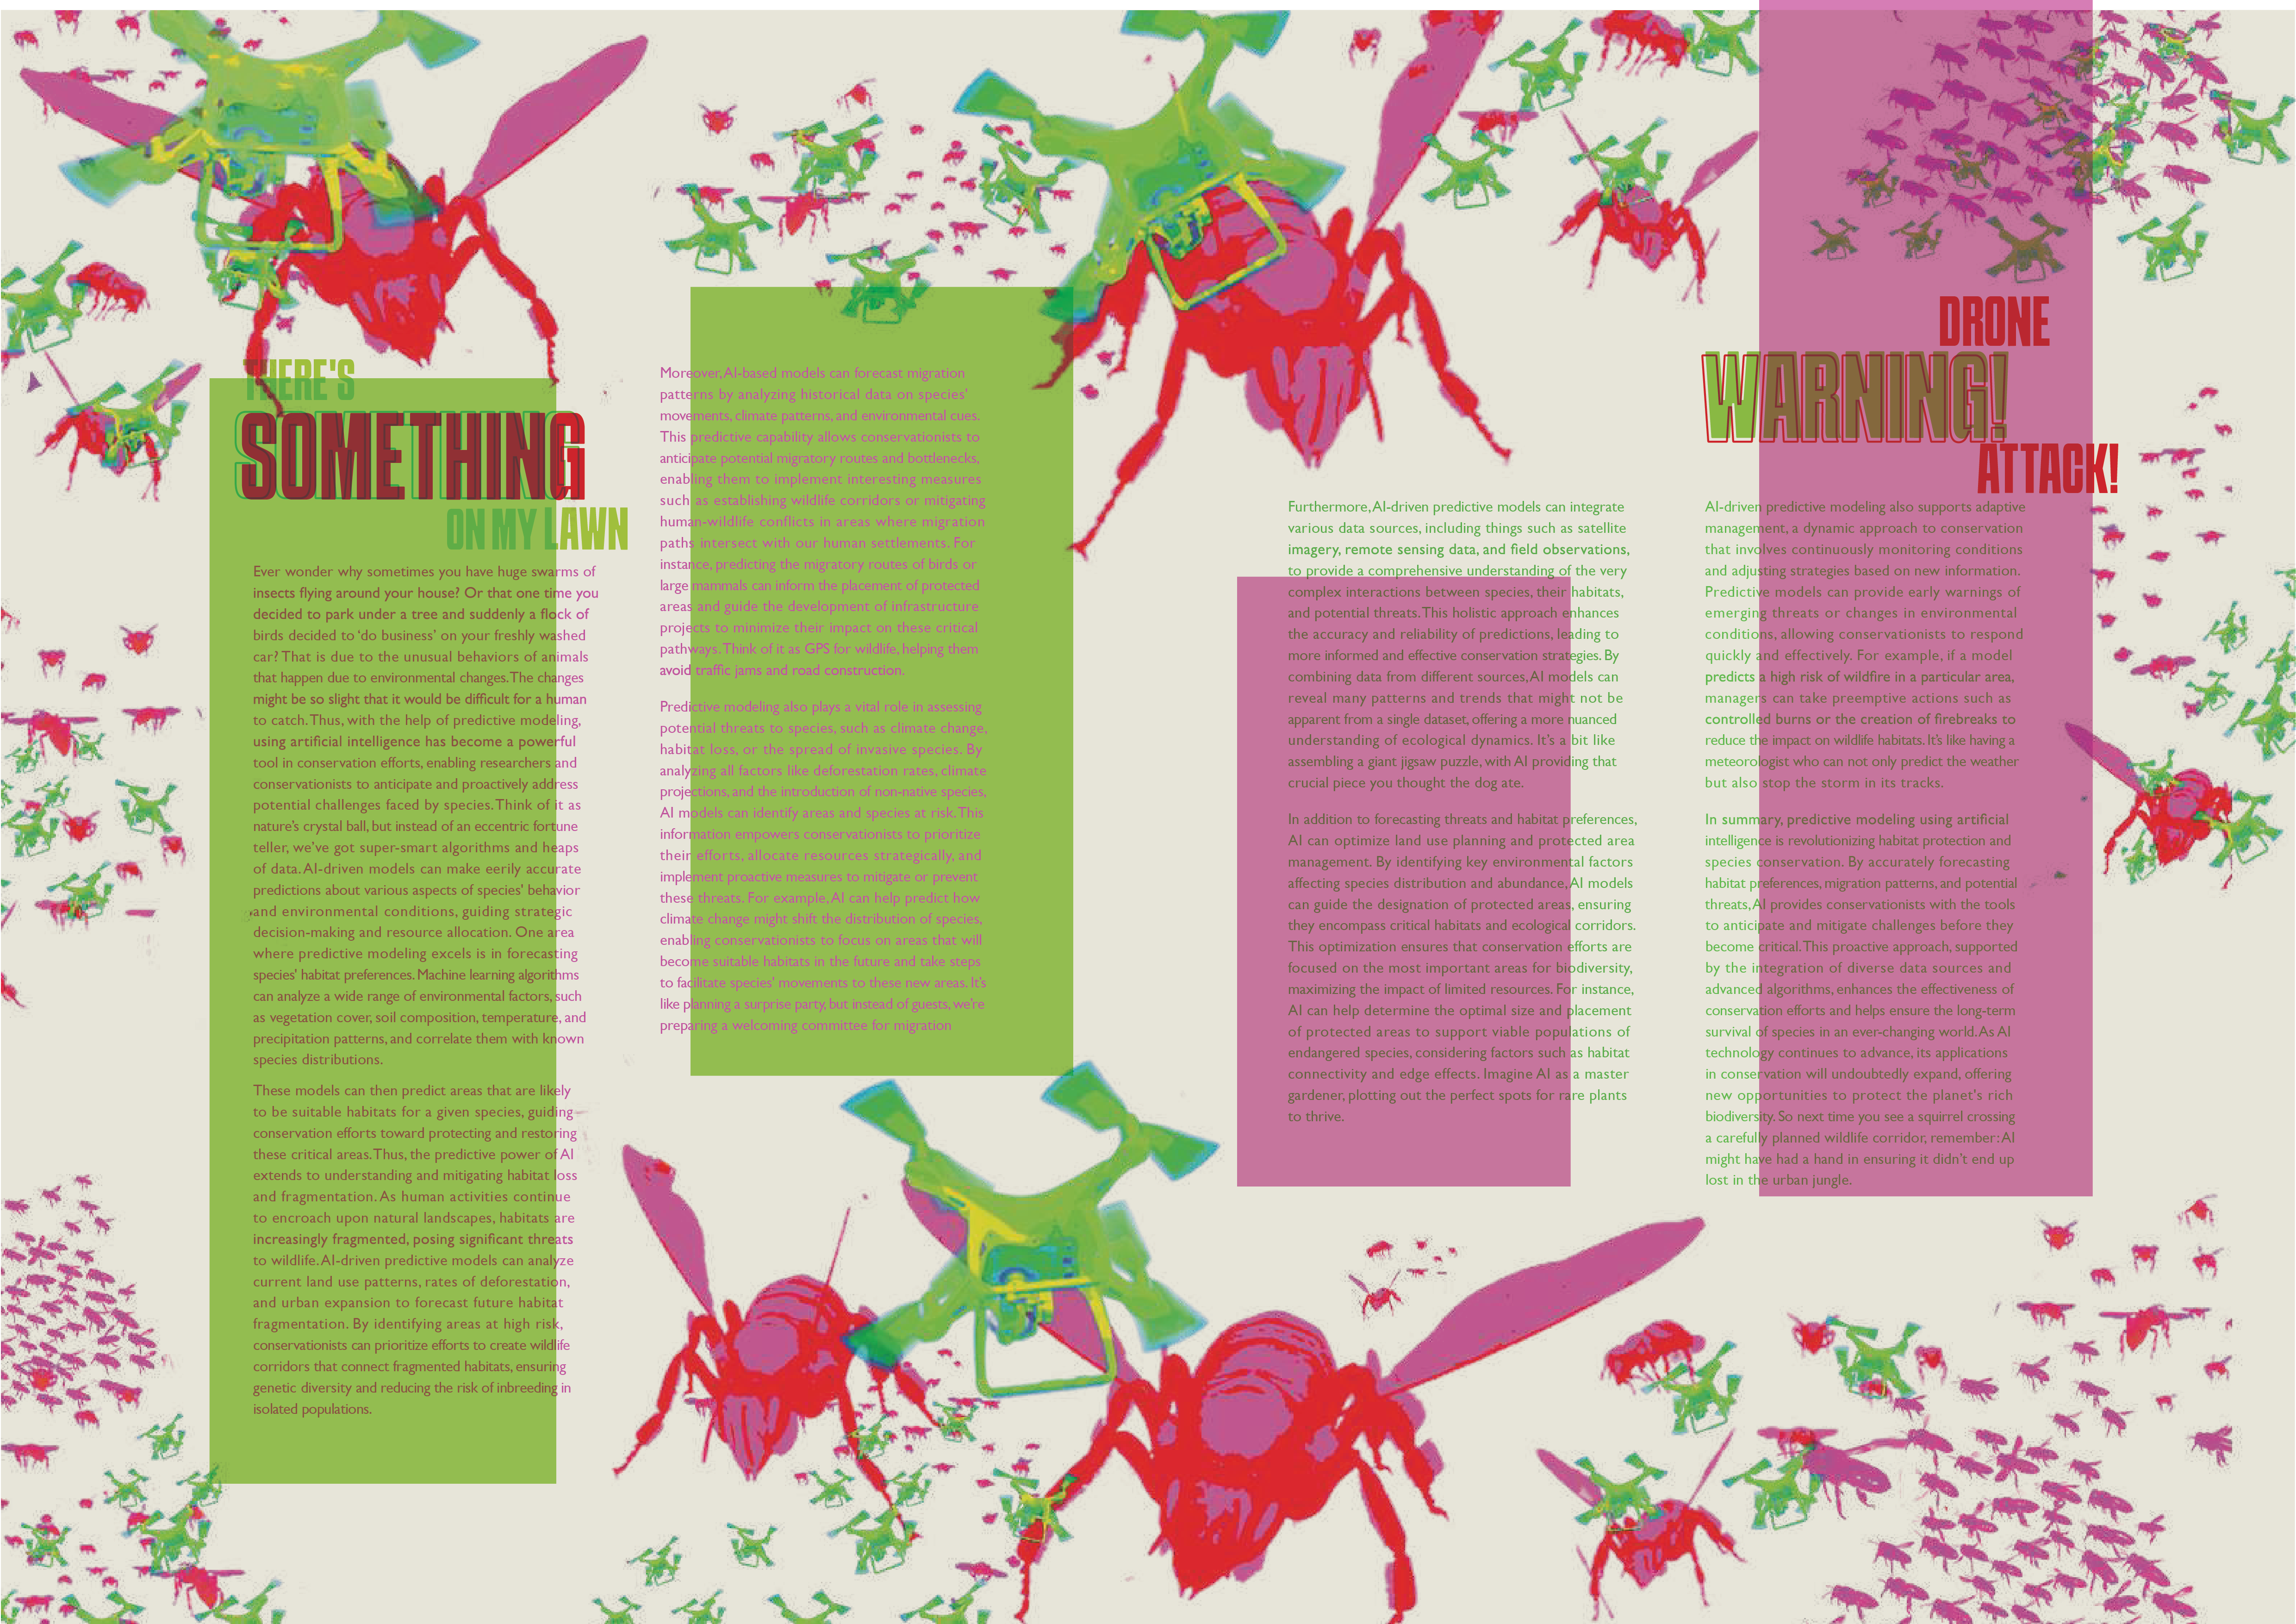 THERE'S
SOMETHING
ON MY LAWN
Ever wonder why sometimes you have huge swarms of
insects flying around your house? Or that one time you
decided to park under a tree and suddenly a flock of
birds decided to 'do business' on your freshly washed
car? That is due to the unusual behaviors of animals
that happen due to environmental changes. The changes
might be so slight that it would be difficult for a human
to catch. Thus, with the help of predictive modeling,
using artificial intelligence has become a powerful
tool in conservation efforts, enabling researchers and
conservationists to anticipate and proactively address
potential challenges faced by species. Think of it as
nature's crystal ball, but instead of an eccentric fortune
teller, we've got super-smart algorithms and heaps
of data. AI-driven models can make eerily accurate
predictions about various aspects of species' behavior
and environmental conditions, guiding strategic
decision-making and resource allocation. One area
where predictive modeling excels is in forecasting
species' habitat preferences. Machine learning algorithms
can analyze a wide range of environmental factors, such
as vegetation cover, soil composition, temperature, and
precipitation patterns, and correlate them with known
species distributions.
These models can then predict areas that are likely
to be suitable habitats for a given species, guiding
conservation efforts toward protecting and restoring
these critical areas. Thus, the predictive power of AI
extends to understanding and mitigating habitat loss
and fragmentation. As human activities continue
to encroach upon natural landscapes, habitats are
increasingly fragmented, posing significant threats
to wildlife. AI-driven predictive models can analyze
current land use patterns, rates of deforestation,
and urban expansion to forecast future habitat
fragmentation. By identifying areas at high risk,
conservationists can prioritize efforts to create wildlife
corridors that connect fragmented habitats, ensuring
genetic diversity and reducing the risk of inbreeding in
isolated populations.
Moreover, AI-based models can forecast migration
patterns by analyzing historical data on species'
movements, climate patterns, and environmental cues.
This predictive capability allows conservationists to
anticipate potential migratory routes and bottlenecks,
enabling them to implement interesting measures
such as establishing wildlife corridors or mitigating
human-wildlife conflicts in areas where migration
paths intersect with our human settlements. For
instance, predicting the migratory routes of birds or
large mammals can inform the placement of protected
areas and guide the development of infrastructure
projects to minimize their impact on these critical
pathways. Think of it as GPS for wildlife, helping them
avoid traffic jams and road construction.
Predictive modeling also plays a vital role in assessing
potential threats to species, such as climate change,
habitat loss, or the spread of invasive species. By
analyzing all factors like deforestation rates, climate
projections, and the introduction of non-native species,
AI models can identify areas and species at risk. This
information empowers conservationists to prioritize
their efforts, allocate resources strategically, and
implement proactive measures to mitigate or prevent
these threats. For example, AI can help predict how
climate change might shift the distribution of species,
enabling conservationists to focus on areas that will
become suitable habitats in the future and take steps
to facilitate species' movements to these new areas. It's
like planning a surprise party, but instead of guests, we're
preparing a welcoming committee for migration
Furthermore, AI-driven predictive models can integrate
various data sources, including things such as satellite
imagery, remote sensing data, and field observations,
to provide a comprehensive understanding of the very
complex interactions between species, their habitats,
and potential threats. This holistic approach enhances
the accuracy and reliability of predictions, leading to
more informed and effective conservation strategies. By
combining data from different sources, AI models can
reveal many patterns and trends that might not be
apparent from a single dataset, offering a more nuanced
understanding of ecological dynamics. It's a bit like
assembling a giant jigsaw puzzle, with AI providing that
crucial piece you thought the dog ate.
In addition to forecasting threats and habitat preferences,
AI can optimize land use planning and protected area
management. By identifying key environmental factors
affecting species distribution and abundance, AI models
can guide the designation of protected areas, ensuring
they encompass critical habitats and ecological corridors.
This optimization ensures that conservation efforts are
focused on the most important areas for biodiversity,
maximizing the impact of limited resources. For instance,
AI can help determine the optimal size and placement
of protected areas to support viable populations of
endangered species, considering factors such as habitat
connectivity and edge effects. Imagine AI as a master
gardener, plotting out the perfect spots for rare plants
to thrive.
DRONE
WARNING!
ATTACK!
AI-driven predictive modeling also supports adaptive
management, a dynamic approach to conservation
that involves continuously monitoring conditions
and adjusting strategies based on new information.
Predictive models can provide early warnings of
emerging threats or changes in environmental
conditions, allowing conservationists to respond
quickly and effectively. For example, if a model
predicts a high risk of wildfire in a particular area,
managers can take preemptive actions such as
controlled burns or the creation of firebreaks to
reduce the impact on wildlife habitats. It's like having a
meteorologist who can not only predict the weather
but also stop the storm in its tracks.
In summary, predictive modeling using artificial
intelligence is revolutionizing habitat protection and
species conservation. By accurately forecasting
habitat preferences, migration patterns, and potential
threats, AI provides conservationists with the tools
to anticipate and mitigate challenges before they
become critical. This proactive approach, supported
by the integration of diverse data sources and
advanced algorithms, enhances the effectiveness of
conservation efforts and helps ensure the long-term
survival of species in an ever-changing world. As AI
technology continues to advance, its applications
in conservation will undoubtedly expand, offering
new opportunities to protect the planet's rich
biodiversity. So next time you see a squirrel crossing
a carefully planned wildlife corridor, remember: AI
might have had a hand in ensuring it didn't end up
lost in the urban jungle.